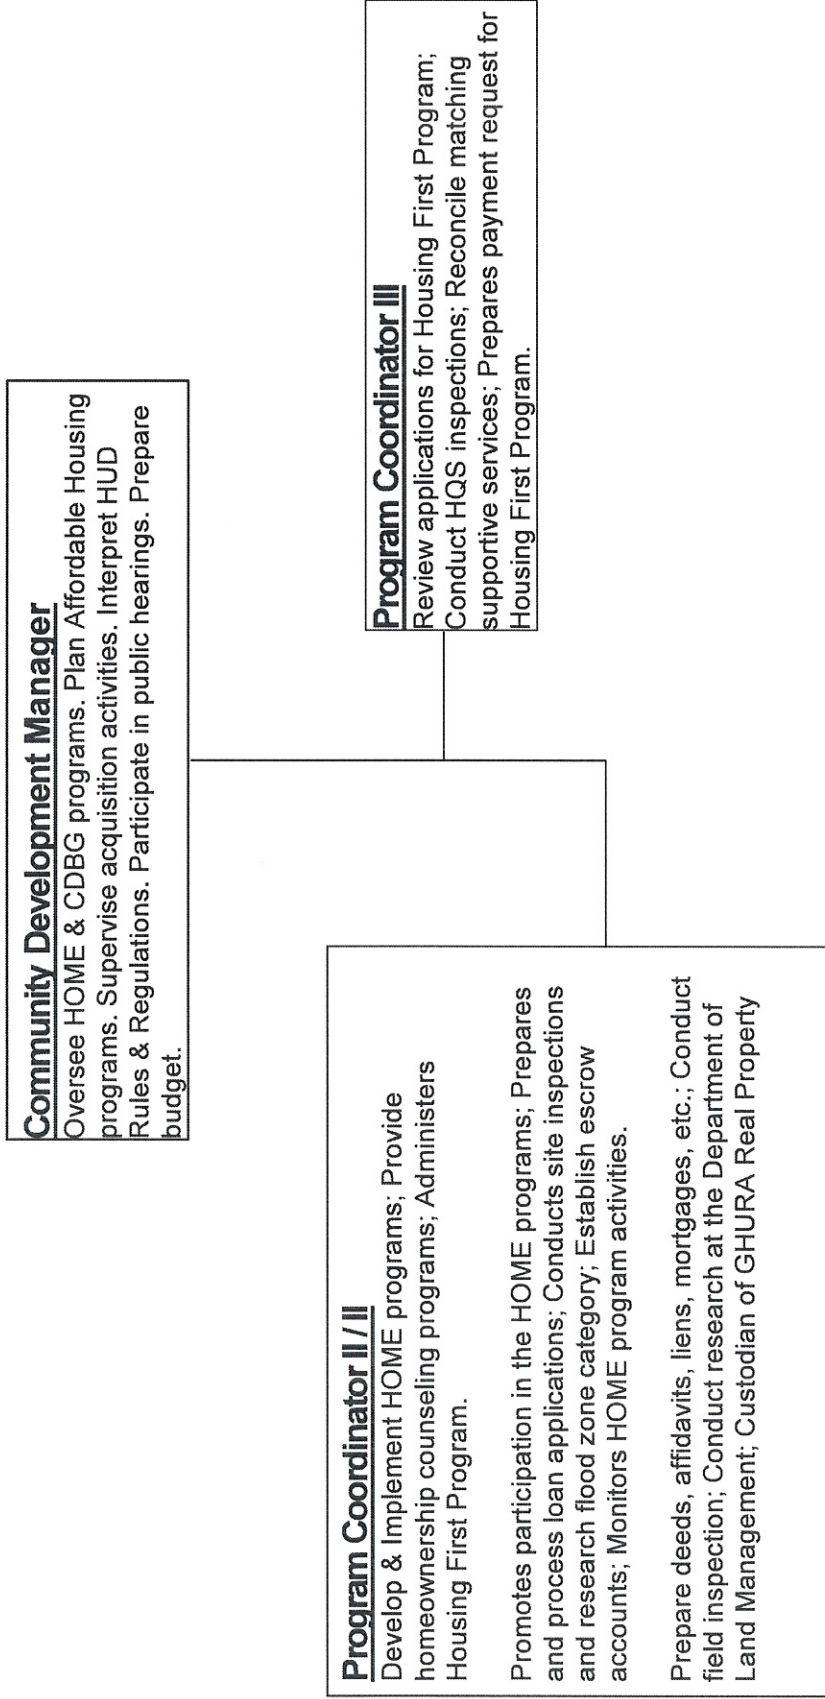 Community Development Manager
Oversee HOME & CDBG programs. Plan Affordable Housing
programs. Supervise acquisition activities. Interpret HUD
Rules & Regulations. Participate in public hearings. Prepare
budget.
Program Coordinator II / II
Develop & Implement HOME programs; Provide
homeownership counseling programs; Administers
Housing First Program.
Promotes participation in the HOME programs; Prepares
and process loan applications; Conducts site inspections
and research flood zone category; Establish escrow
accounts; Monitors HOME program activities.
Prepare deeds, affidavits, liens, mortgages, etc.; Conduct
field inspection; Conduct research at the Department of
Land Management; Custodian of GHURA Real Property
Program Coordinator III
Review applications for Housing First Program;
Conduct HQS inspections; Reconcile matching
supportive services; Prepares payment request for
Housing First Program.